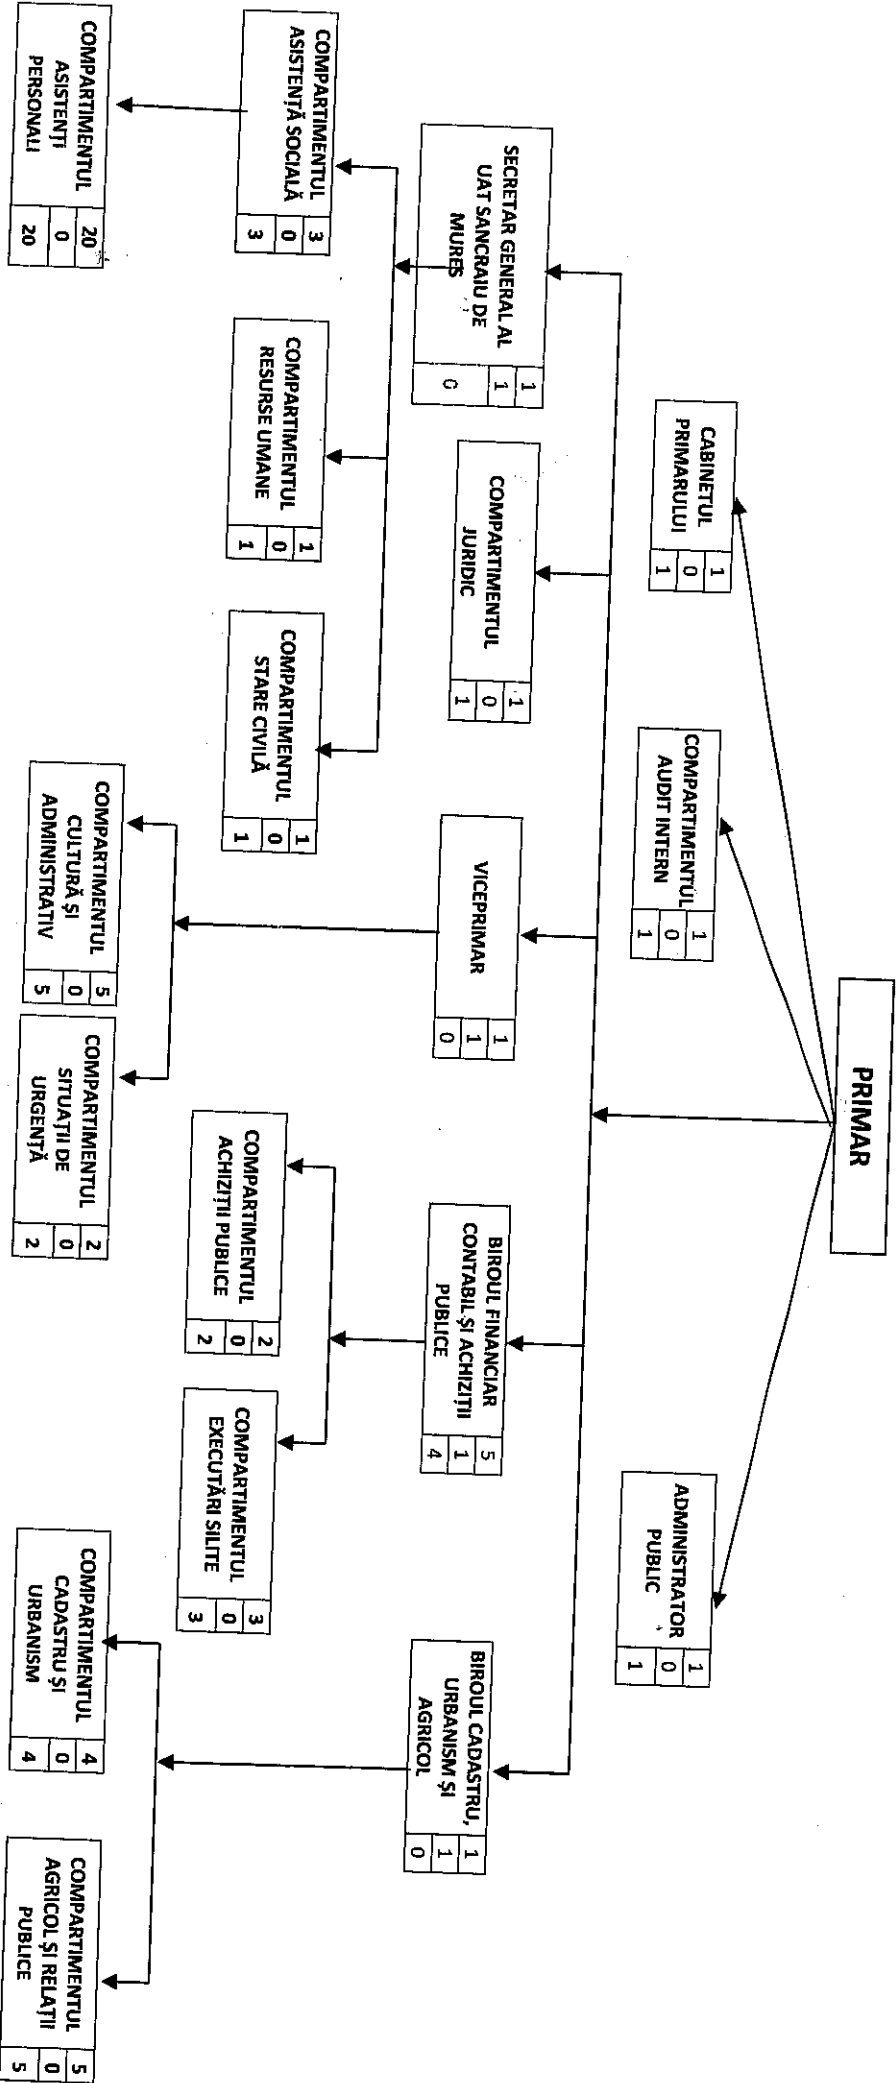 PRIMAR
CABINETUL
PRIMARULUI
1
0
1
COMPARTIMENTUL
AUDIT INTERN
1
0
1
ADMINISTRATOR
PUBLIC
1
0
1
SECRETAR GENERAL AL
UAT SANCRAIU DE
MURES
1
1
0
COMPARTIMENTUL
JURIDIC
1
0
1
VICEPRIMAR
1
1
0
BIROUL FINANCIAR
CONTABIL ȘI ACHIZIȚII
PUBLICE
5
1
4
BIROUL CADASTRU,
URBANISM ȘI
AGRICOL
1
1
0
COMPARTIMENTUL
ASISTENȚĂ SOCIALĂ
3
0
3
COMPARTIMENTUL
RESURSE UMANE
1
0
1
COMPARTIMENTUL
STARE CIVILĂ
1
0
1
COMPARTIMENTUL
ACHIZIȚII PUBLICE
2
0
2
COMPARTIMENTUL
EXECUTĂRI SILITE
3
0
3
COMPARTIMENTUL
ASISTENȚI
PERSONALI
20
0
20
COMPARTIMENTUL
CULTURĂ ȘI
ADMINISTRATIV
5
0
5
COMPARTIMENTUL
SITUAȚII DE
URGENȚĂ
2
0
2
COMPARTIMENTUL
CADASTRU ȘI
URBANISM
4
0
4
COMPARTIMENTUL
AGRICOL ȘI RELAȚII
PUBLICE
5
0
5